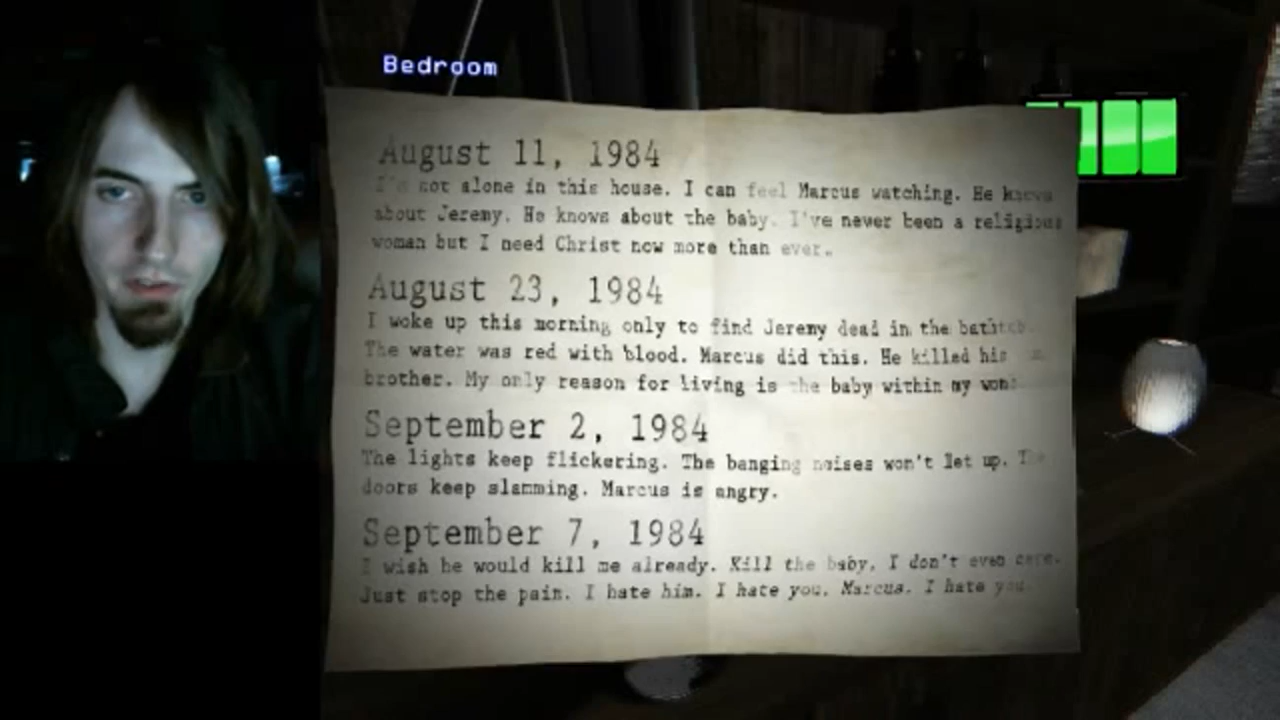 Bedroom
August 11, 1984
I'm not alone in this house. I can feel Marcus watching. He knows
about Jeremy. He knows about the baby. I've never been a religious
woman but I need Christ now more than ever.
August 23, 1984
I woke up this morning only to find Jeremy dead in the bathtub.
The water was red with blood. Marcus did this. He killed his
brother. My only reason for living is the baby within my womb.
September 2, 1984
The lights keep flickering. The banging noises won't let up. The
doors keep slamming. Marcus is angry.
September 7, 1984
I wish he would kill me already. Kill the baby, I don't even care.
Just stop the pain. I hate him. I hate you, Marcus. I hate you